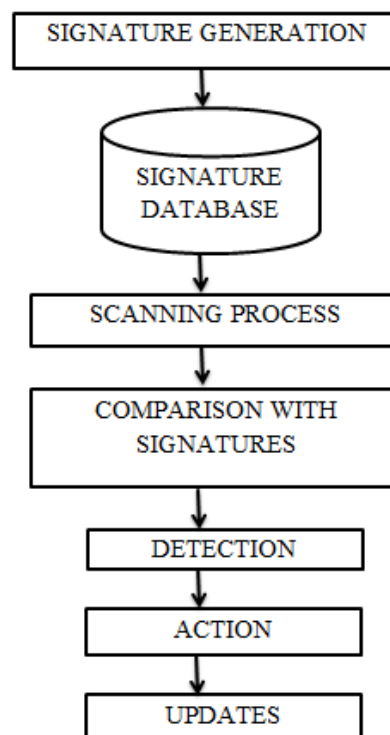 SIGNATURE GENERATION
SIGNATURE
DATABASE
SCANNING PROCESS
COMPARISON WITH
SIGNATURES
DETECTION
ACTION
UPDATES